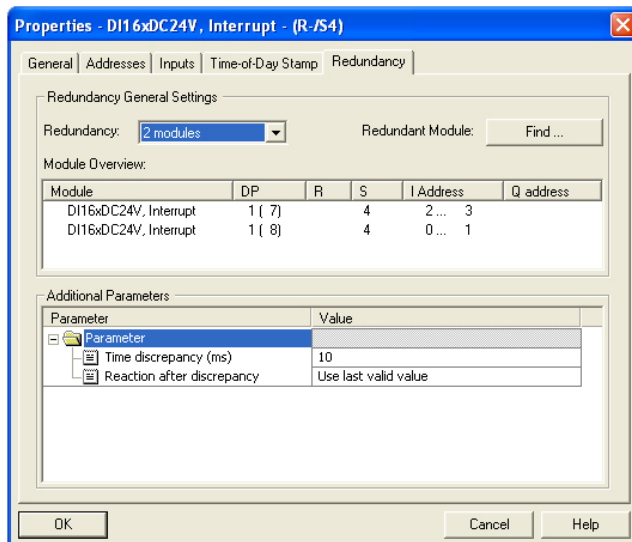 Properties - DI16xDC24V, Interrupt - (R-/S4)
General Addresses Inputs Time-of-Day Stamp Redundancy
Redundancy General Settings
Redundancy: 2 modules Redundant Module: Find ...
Module Overview:
Module DP R S I Address Q address
DI16xDC24V, Interrupt 1 ( 7) 4 2 ... 3
DI16xDC24V, Interrupt 1 ( 8) 4 0 ... 1
Additional Parameters
Parameter Value
Parameter
Time discrepancy (ms) 10
Reaction after discrepancy Use last valid value
OK Cancel Help